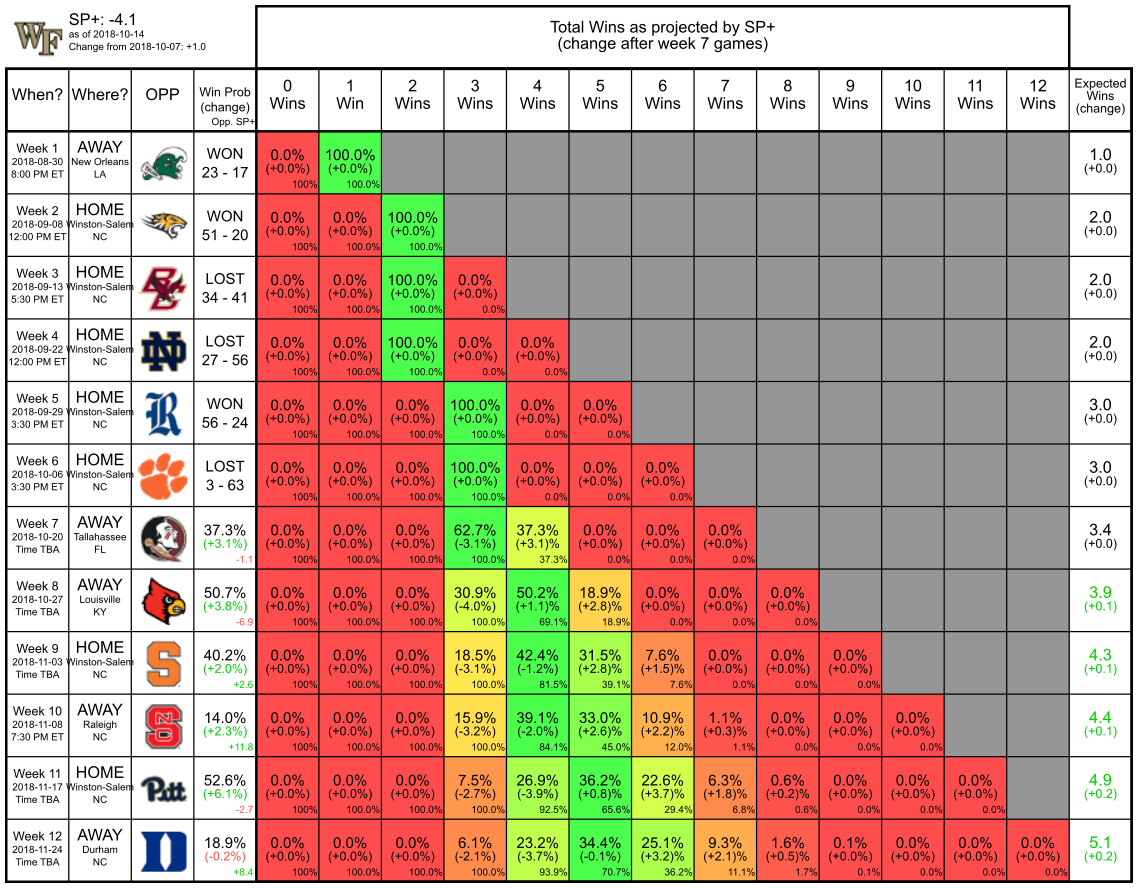 WF
SP+: -4.1
as of 2018-10-14
Change from 2018-10-07: +1.0
Total Wins as projected by SP+
(change after week 7 games)
When? Where? OPP Win Prob (change) Opp. SP+ 0 Wins 1 Win 2 Wins 3 Wins 4 Wins 5 Wins 6 Wins 7 Wins 8 Wins 9 Wins 10 Wins 11 Wins 12 Wins Expected Wins (change)
Week 1 AWAY WON 0.0% 100.0% 1.0
2018-08-30 New Orleans 23 - 17 (+0.0%) (+0.0%) (+0.0)
8:00 PM ET LA 100% 100.0%
Week 2 HOME WON 0.0% 0.0% 100.0% 2.0
2018-09-08 Winston-Salem 51 - 20 (+0.0%) (+0.0%) (+0.0%) (+0.0)
12:00 PM ET NC 100% 100.0% 100.0%
Week 3 HOME BC LOST 0.0% 0.0% 100.0% 0.0% 2.0
2018-09-13 Winston-Salem 34 - 41 (+0.0%) (+0.0%) (+0.0%) (+0.0%) (+0.0)
5:30 PM ET NC 100% 100.0% 100.0% 0.0%
Week 4 HOME ND LOST 0.0% 0.0% 100.0% 0.0% 0.0% 2.0
2018-09-22 Winston-Salem 27 - 56 (+0.0%) (+0.0%) (+0.0%) (+0.0%) (+0.0%) (+0.0)
12:00 PM ET NC 100% 100.0% 100.0% 0.0% 0.0%
Week 5 HOME R WON 0.0% 0.0% 0.0% 100.0% 0.0% 0.0% 3.0
2018-09-29 Winston-Salem 56 - 24 (+0.0%) (+0.0%) (+0.0%) (+0.0%) (+0.0%) (+0.0%) (+0.0)
3:30 PM ET NC 100% 100.0% 100.0% 100.0% 0.0% 0.0%
Week 6 HOME LOST 0.0% 0.0% 0.0% 100.0% 0.0% 0.0% 0.0% 3.0
2018-10-06 Winston-Salem 3 - 63 (+0.0%) (+0.0%) (+0.0%) (+0.0%) (+0.0%) (+0.0%) (+0.0%) (+0.0)
3:30 PM ET NC 100% 100.0% 100.0% 100.0% 0.0% 0.0% 0.0%
Week 7 AWAY 37.3% 0.0% 0.0% 0.0% 62.7% 37.3% 0.0% 0.0% 0.0% 3.4
2018-10-20 Tallahassee (+3.1%) (+0.0%) (+0.0%) (+0.0%) (-3.1%) (+3.1)% (+0.0%) (+0.0%) (+0.0%) (+0.0)
Time TBA FL -1.1 100% 100.0% 100.0% 100.0% 37.3% 0.0% 0.0% 0.0%
Week 8 AWAY 50.7% 0.0% 0.0% 0.0% 30.9% 50.2% 18.9% 0.0% 0.0% 0.0% 3.9
2018-10-27 Louisville (+3.8%) (+0.0%) (+0.0%) (+0.0%) (-4.0%) (+1.1)% (+2.8)% (+0.0%) (+0.0%) (+0.0%) (+0.1)
Time TBA KY -6.9 100% 100.0% 100.0% 100.0% 69.1% 18.9% 0.0% 0.0% 0.0%
Week 9 HOME S 40.2% 0.0% 0.0% 0.0% 18.5% 42.4% 31.5% 7.6% 0.0% 0.0% 0.0% 4.3
2018-11-03 Winston-Salem (+2.0%) (+0.0%) (+0.0%) (+0.0%) (-3.1%) (-1.2%) (+2.8)% (+1.5)% (+0.0%) (+0.0%) (+0.0%) (+0.1)
Time TBA NC +2.6 100% 100.0% 100.0% 100.0% 81.5% 39.1% 7.6% 0.0% 0.0% 0.0%
Week 10 AWAY S 14.0% 0.0% 0.0% 0.0% 15.9% 39.1% 33.0% 10.9% 1.1% 0.0% 0.0% 0.0% 4.4
2018-11-08 Raleigh (+2.3%) (+0.0%) (+0.0%) (+0.0%) (-3.2%) (-2.0%) (+2.6)% (+2.2)% (+0.3)% (+0.0%) (+0.0%) (+0.0%) (+0.1)
7:30 PM ET NC +11.8 100% 100.0% 100.0% 100.0% 84.1% 45.0% 12.0% 1.1% 0.0% 0.0% 0.0%
Week 11 HOME Pitt 52.6% 0.0% 0.0% 0.0% 7.5% 26.9% 36.2% 22.6% 6.3% 0.6% 0.0% 0.0% 0.0% 4.9
2018-11-17 Winston-Salem (+6.1%) (+0.0%) (+0.0%) (+0.0%) (-2.7%) (-3.9%) (+0.8)% (+3.7)% (+1.8)% (+0.2)% (+0.0%) (+0.0%) (+0.0%) (+0.2)
Time TBA NC -2.7 100% 100.0% 100.0% 100.0% 92.5% 65.6% 29.4% 6.8% 0.6% 0.0% 0.0% 0.0%
Week 12 AWAY D 18.9% 0.0% 0.0% 0.0% 6.1% 23.2% 34.4% 25.1% 9.3% 1.6% 0.1% 0.0% 0.0% 0.0% 5.1
2018-11-24 Durham (-0.2%) (+0.0%) (+0.0%) (+0.0%) (-2.1%) (-3.7%) (-0.1%) (+3.2)% (+2.1)% (+0.5)% (+0.0%) (+0.0%) (+0.0%) (+0.0%) (+0.2)
Time TBA NC +8.4 100% 100.0% 100.0% 100.0% 93.9% 70.7% 36.2% 11.1% 1.7% 0.1% 0.0% 0.0% 0.0%